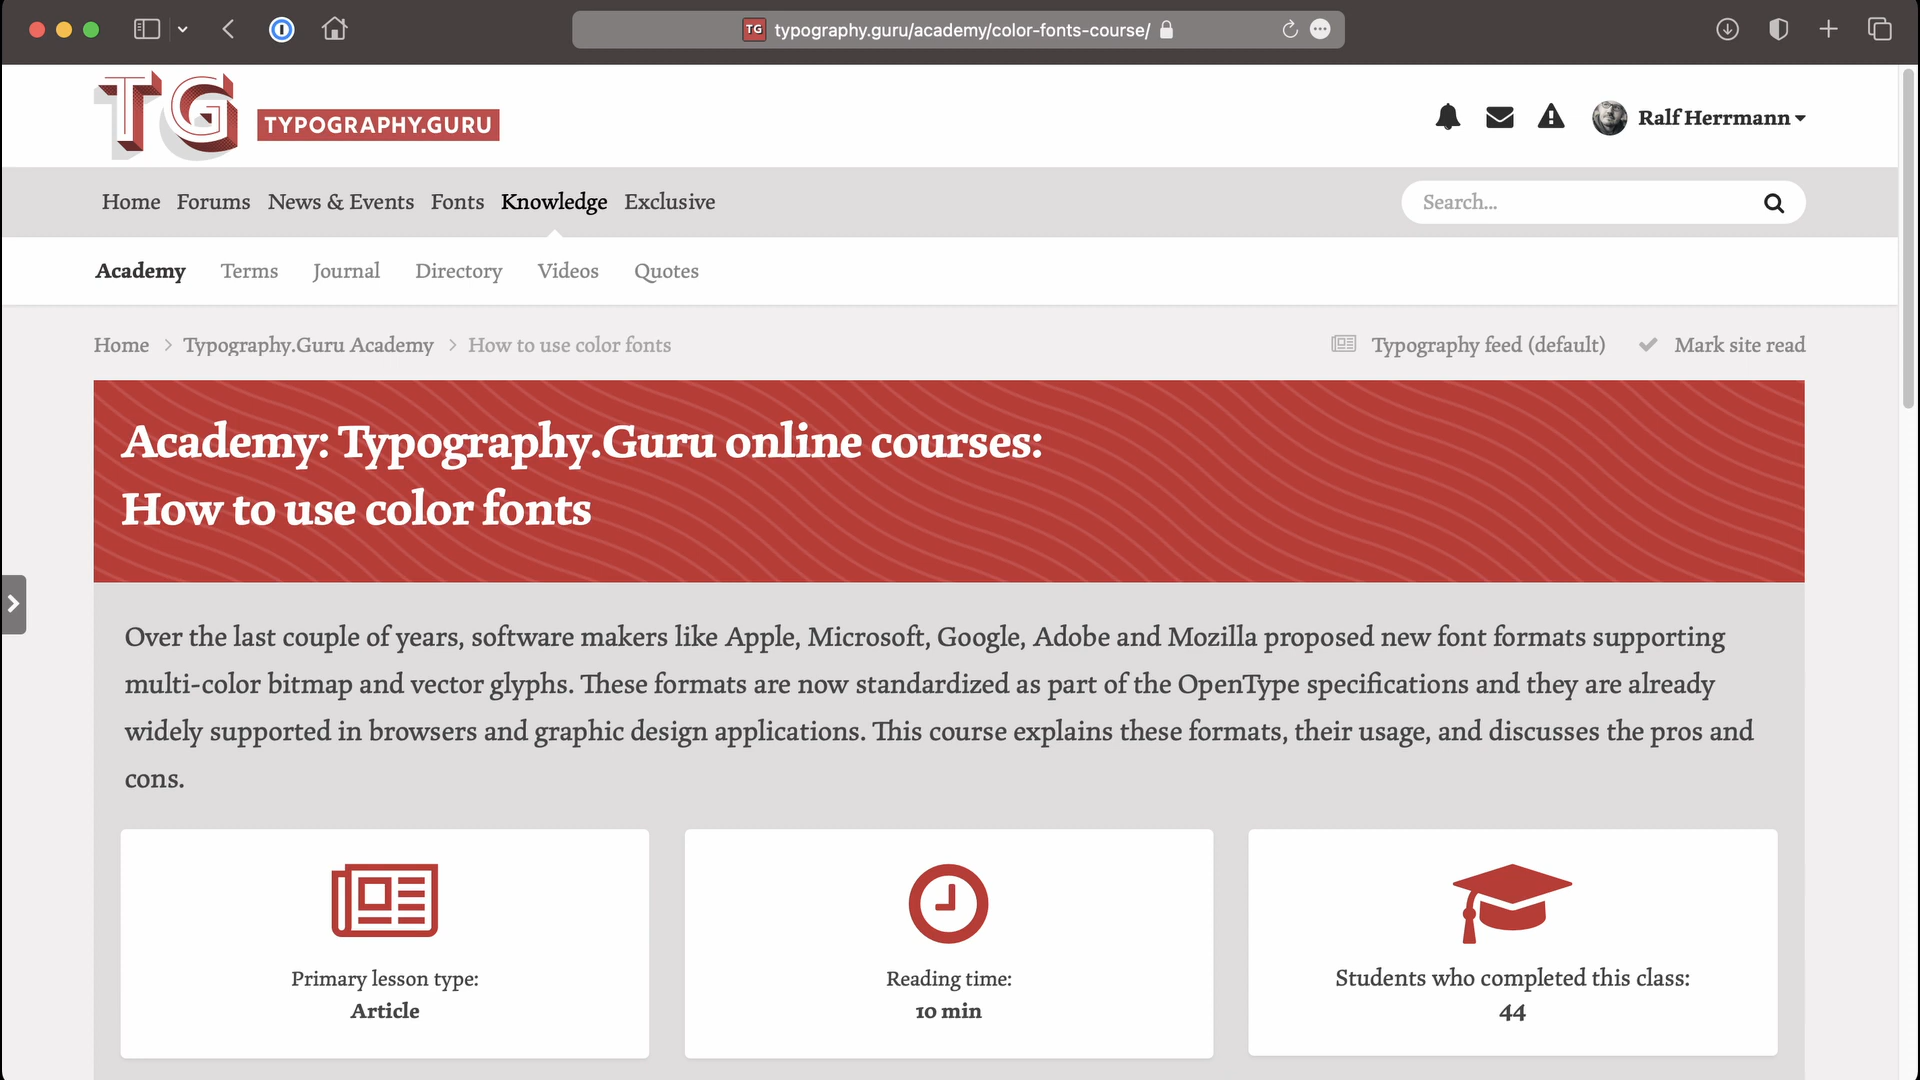 TG typography.guru/academy/color-fonts-course/
TG TYPOGRAPHY.GURU
Ralf Herrmann
Home Forums News & Events Fonts Knowledge Exclusive
Search...
Academy Terms Journal Directory Videos Quotes
Home > Typography.Guru Academy > How to use color fonts
Typography feed (default) Mark site read
Academy: Typography.Guru online courses:
How to use color fonts
Over the last couple of years, software makers like Apple, Microsoft, Google, Adobe and Mozilla proposed new font formats supporting
multi-color bitmap and vector glyphs. These formats are now standardized as part of the OpenType specifications and they are already
widely supported in browsers and graphic design applications. This course explains these formats, their usage, and discusses the pros and
cons.
Primary lesson type:
Article
Reading time:
10 min
Students who completed this class:
44